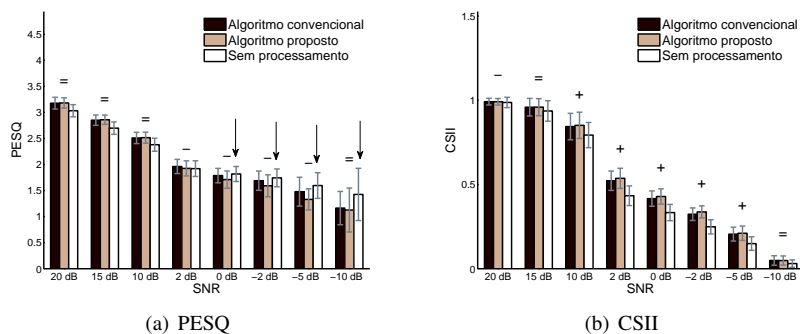 4.5
4
3.5
3
2.5
2
1.5
1
0.5
0
PESQ
Algoritmo convencional
Algoritmo proposto
Sem processamento
=
=
=
−
−
−
−
=
20 dB 15 dB 10 dB 2 dB 0 dB −2 dB −5 dB −10 dB
SNR
(a) PESQ
1.5
1
0.5
0
CSII
Algoritmo convencional
Algoritmo proposto
Sem processamento
−
=
+
+
+
+
+
=
20 dB 15 dB 10 dB 2 dB 0 dB −2 dB −5 dB −10 dB
SNR
(b) CSII